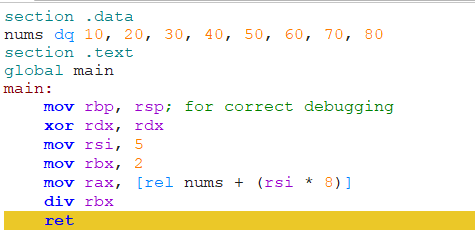 section .data
nums dq 10, 20, 30, 40, 50, 60, 70, 80
section .text
global main
main:
    mov rbp, rsp; for correct debugging
    xor rdx, rdx
    mov rsi, 5
    mov rbx, 2
    mov rax, [rel nums + (rsi * 8)]
    div rbx
    ret